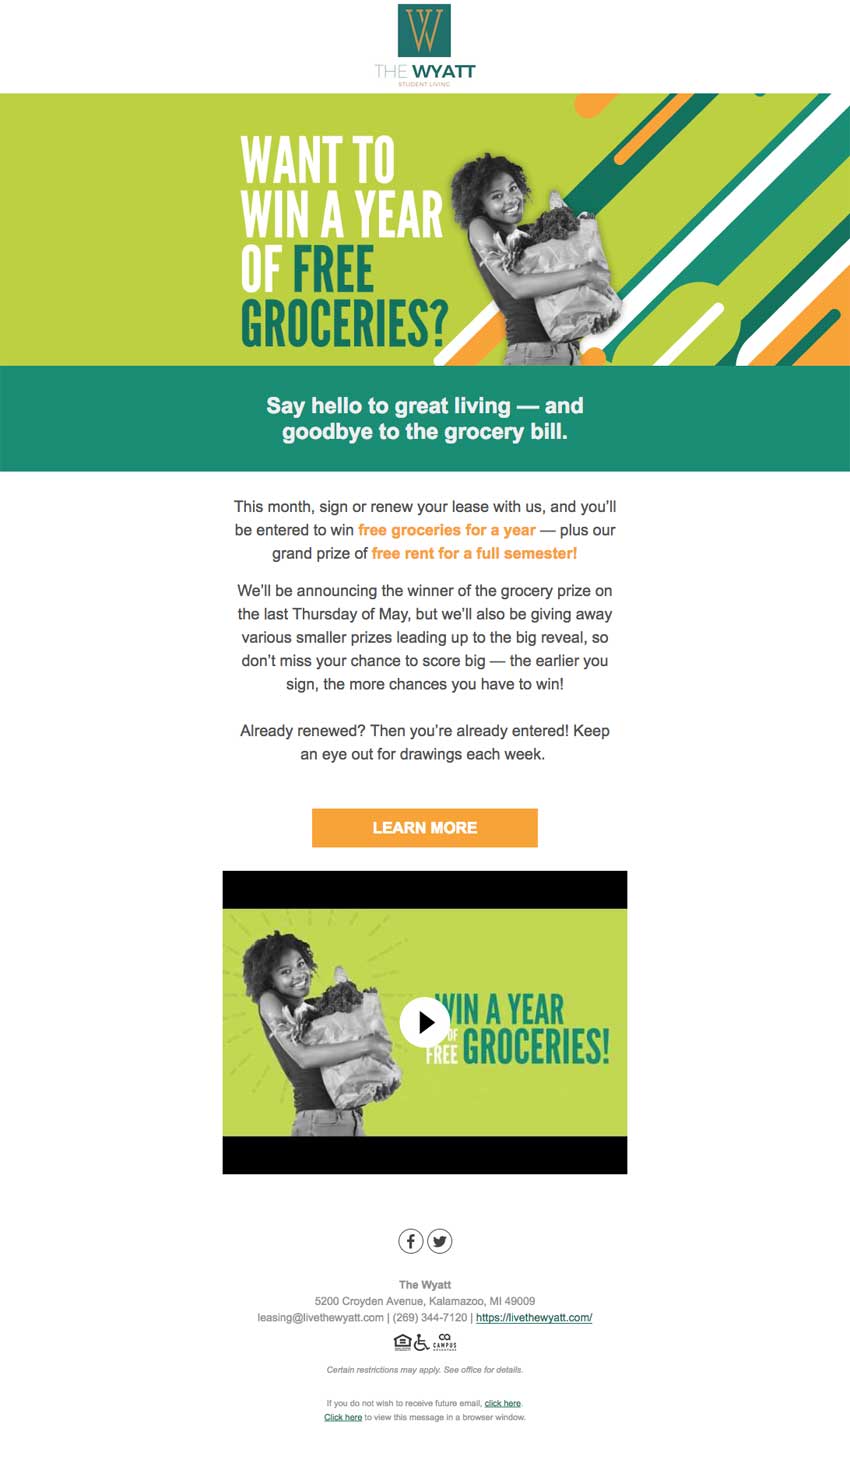 W
THE WYATT
STUDENT LIVING
WANT TO
WIN A YEAR
OF FREE
GROCERIES?
Say hello to great living — and
goodbye to the grocery bill.
This month, sign or renew your lease with us, and you’ll
be entered to win free groceries for a year — plus our
grand prize of free rent for a full semester!
We’ll be announcing the winner of the grocery prize on
the last Thursday of May, but we’ll also be giving away
various smaller prizes leading up to the big reveal, so
don’t miss your chance to score big — the earlier you
sign, the more chances you have to win!
Already renewed? Then you’re already entered! Keep
an eye out for drawings each week.
LEARN MORE
WIN A YEAR
OF
FREE GROCERIES!
The Wyatt
5200 Croyden Avenue, Kalamazoo, MI 49009
leasing@livethewyatt.com | (269) 344-7120 | https://livethewyatt.com/
CA
CAMPUS
Certain restrictions may apply. See office for details.
If you do not wish to receive future email, click here.
Click here to view this message in a browser window.